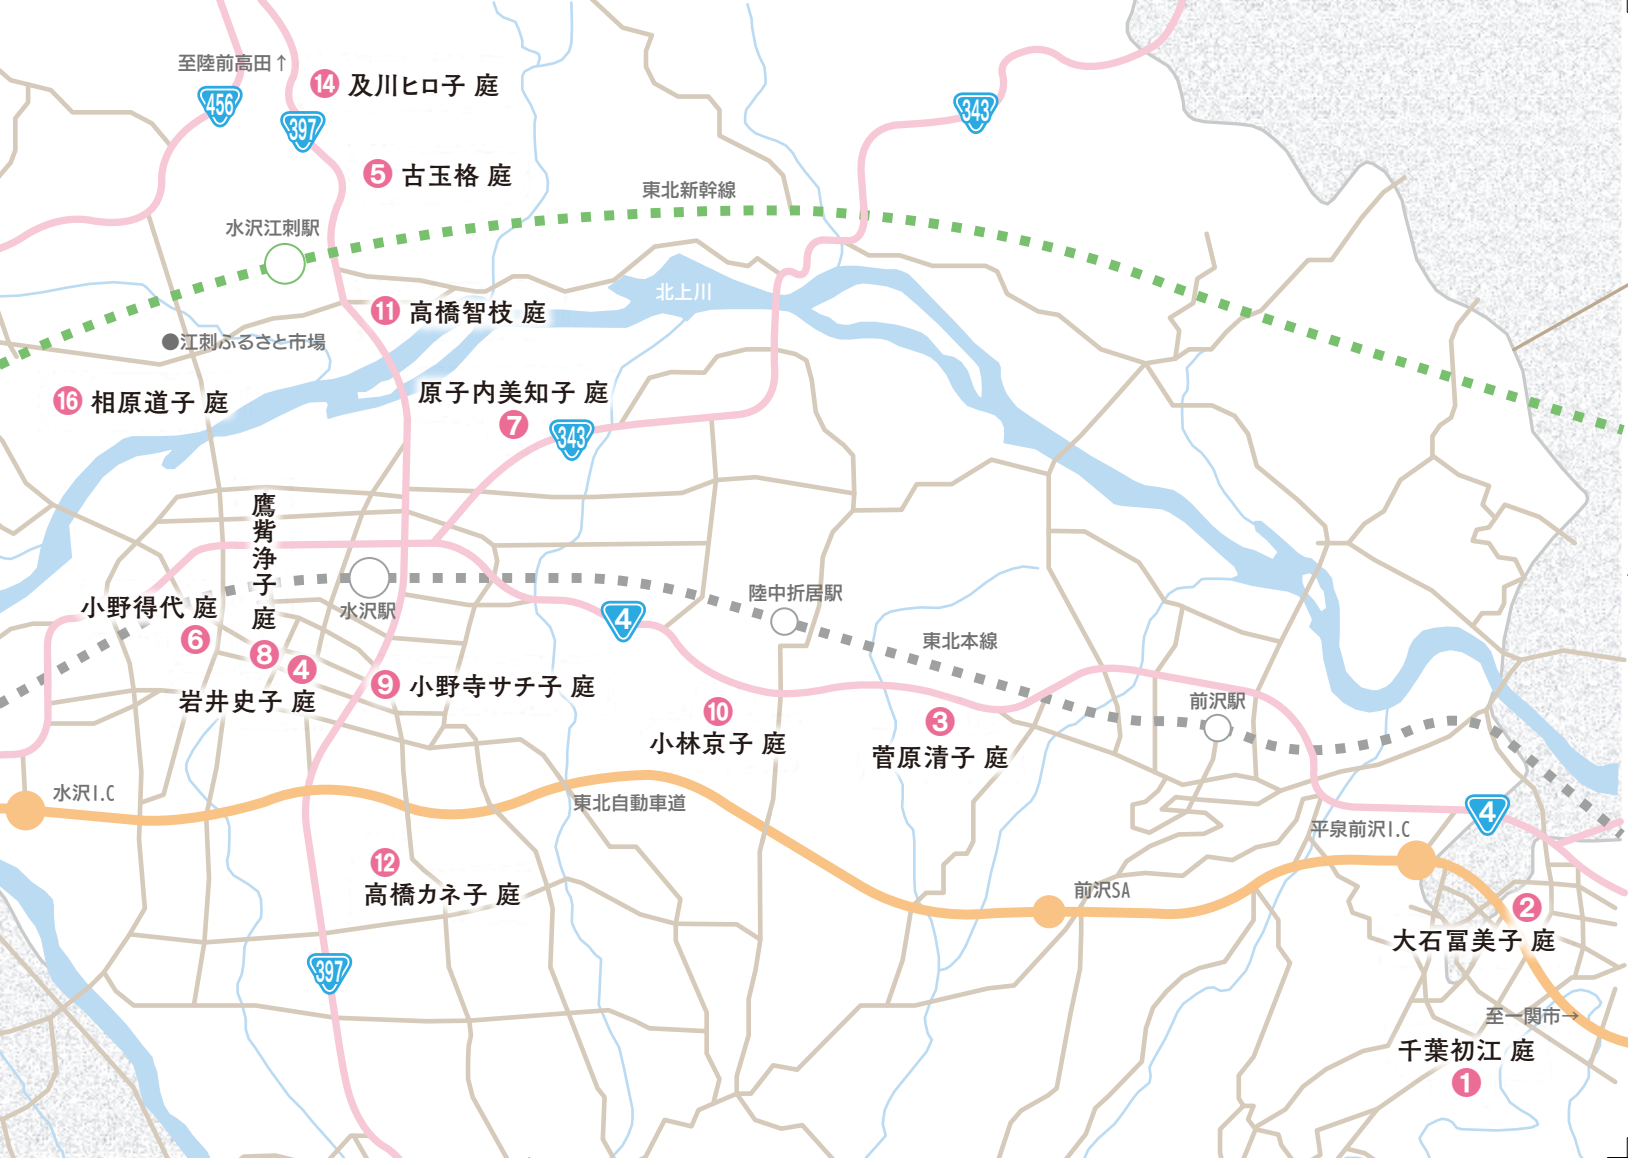 至陸前高田↑
⑭ 及川ヒロ子 庭
456
397
343
⑤ 古玉格 庭
東北新幹線
水沢江刺駅
北上川
⑪ 高橋智枝 庭
●江刺ふるさと市場
⑯ 相原道子 庭
原子内美知子 庭
⑦
343
鷹觜浄子 庭
⑧
水沢駅
小野得代 庭
⑥
④
岩井史子 庭
⑨ 小野寺サチ子 庭
4
陸中折居駅
東北本線
⑩
小林京子 庭
③
菅原清子 庭
前沢駅
水沢I.C
東北自動車道
4
平泉前沢I.C
⑫
高橋カネ子 庭
前沢SA
②
大石冨美子 庭
397
至一関市→
千葉初江 庭
①